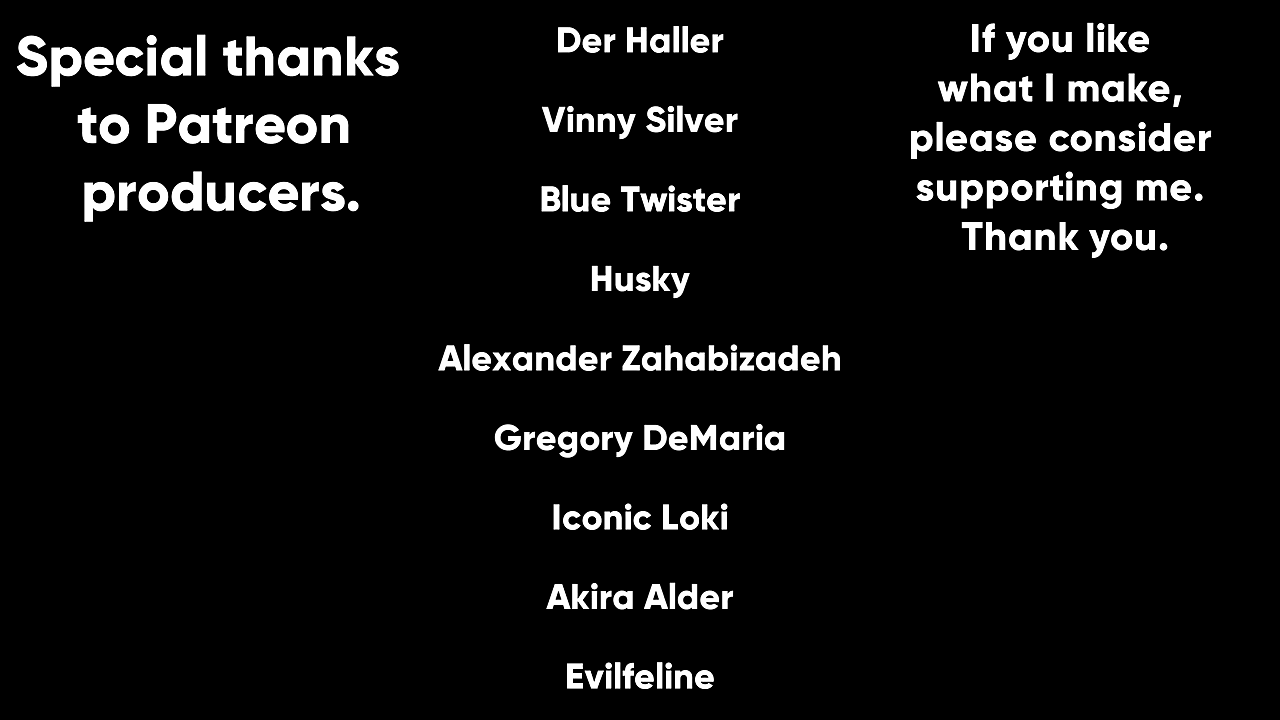 Special thanks
to Patreon
producers.
Der Haller
Vinny Silver
Blue Twister
Husky
Alexander Zahabizadeh
Gregory DeMaria
Iconic Loki
Akira Alder
Evilfeline
If you like
what I make,
please consider
supporting me.
Thank you.